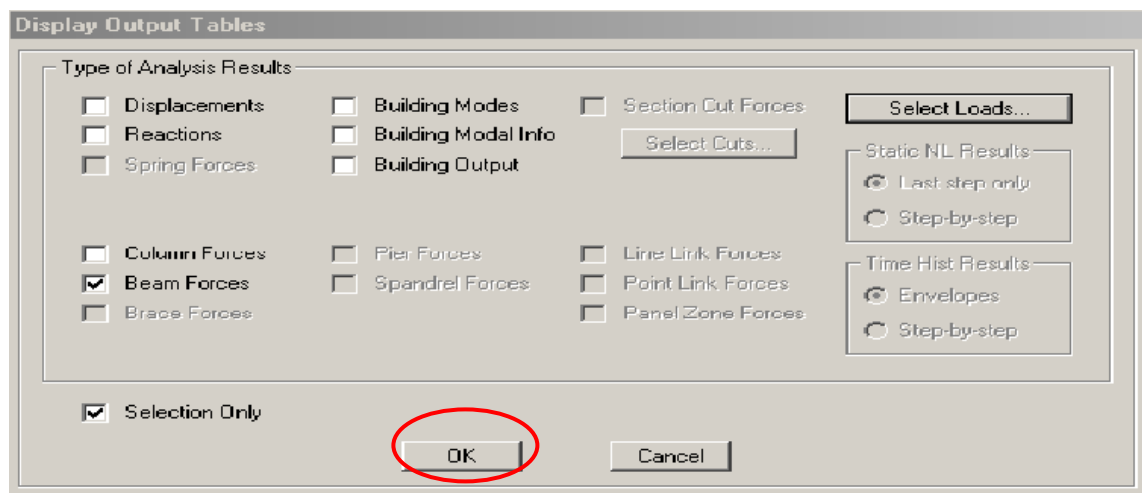 Display Output Tables
Type of Analysis Results
Displacements
Reactions
Spring Forces
Building Modes
Building Modal Info
Building Output
Section Cut Forces
Select Cuts...
Column Forces
Beam Forces
Brace Forces
Pier Forces
Spandrel Forces
Line Link Forces
Point Link Forces
Panel Zone Forces
Select Loads...
Static NL Results
Last step only
Step-by-step
Time Hist Results
Envelopes
Step-by-step
Selection Only
OK
Cancel